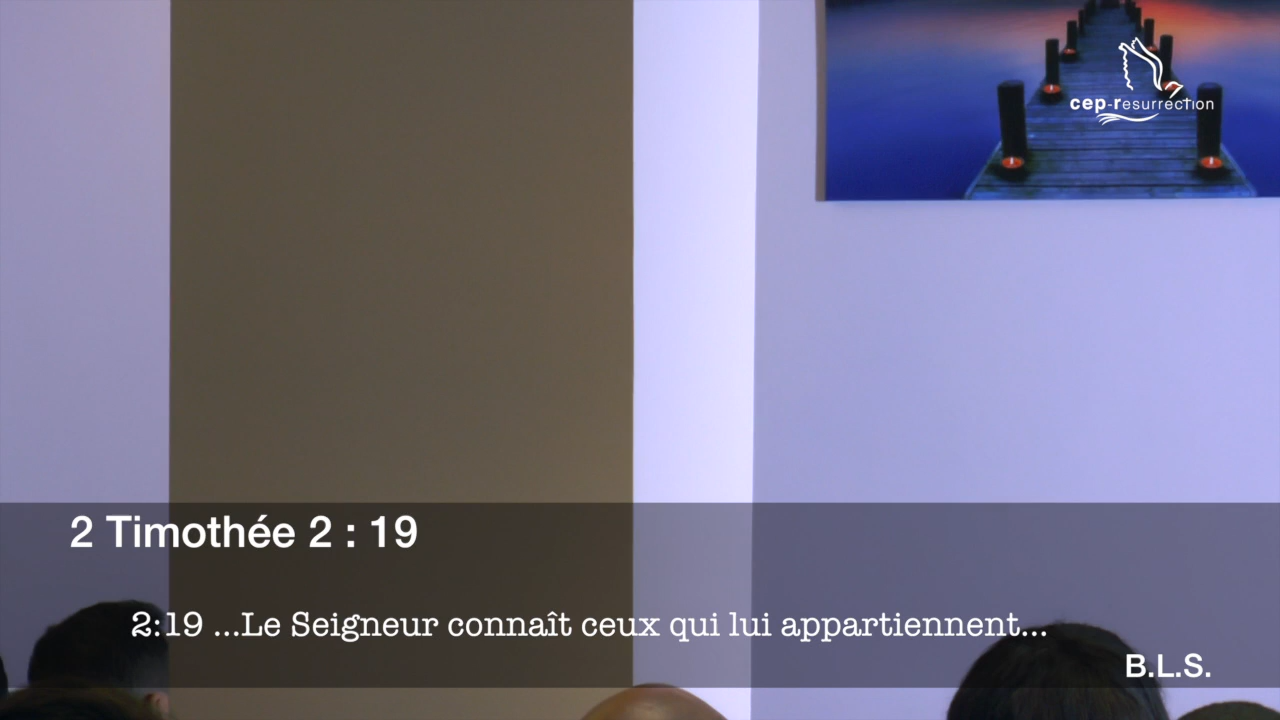 cep-resurrection
2 Timothée 2 : 19
2:19 ...Le Seigneur connaît ceux qui lui appartiennent...
B.L.S.